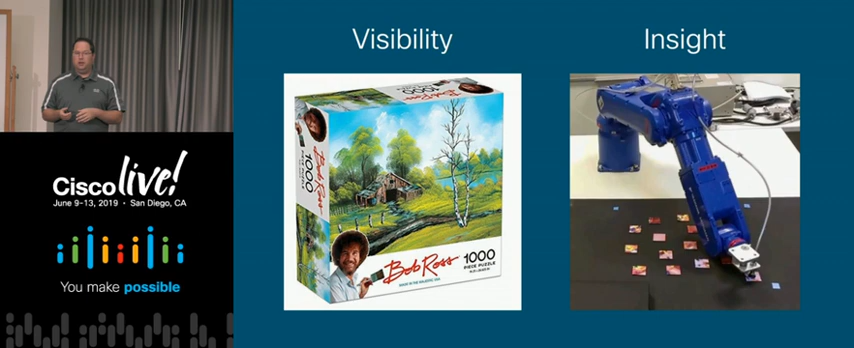 Visibility
Insight
1000
Bob Ross
Bob Ross
1000
PIECE PUZZLE
Cisco live!
June 9-13, 2019 • San Diego, CA
You make possible